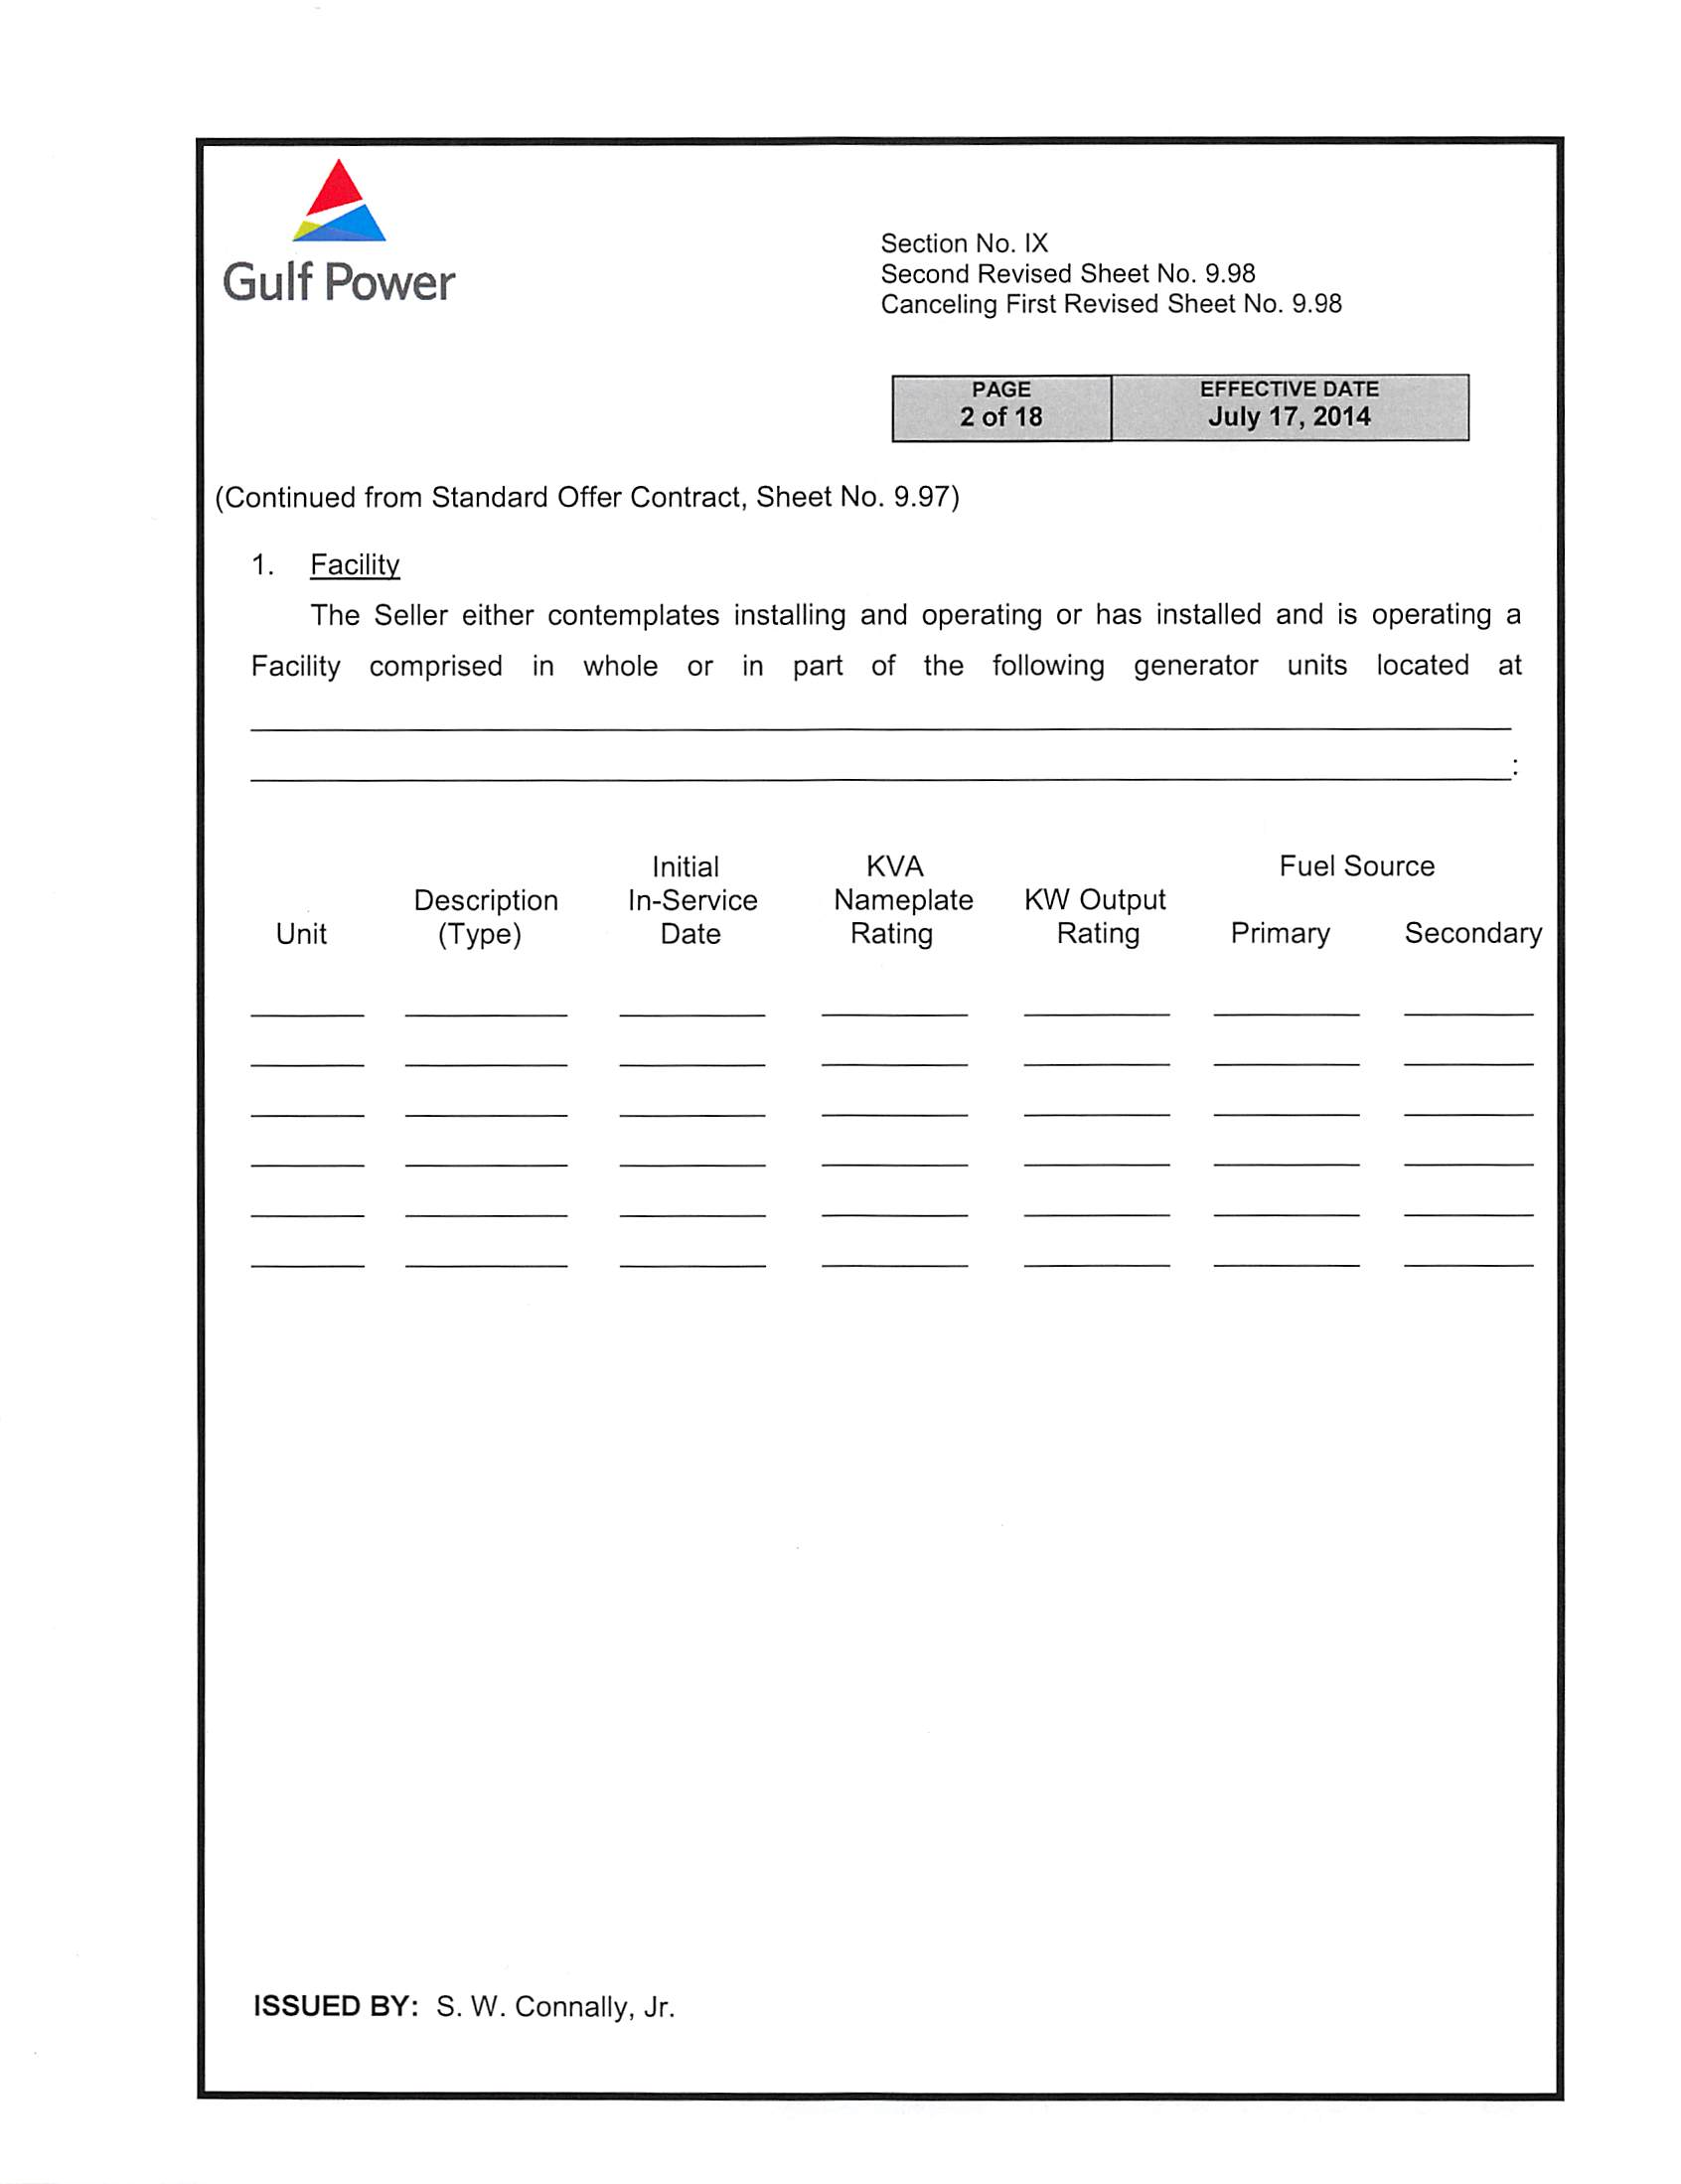 Gulf Power
Section No. IX
Second Revised Sheet No. 9.98
Canceling First Revised Sheet No. 9.98
PAGE EFFECTIVE DATE
2 of 18 July 17, 2014
(Continued from Standard Offer Contract, Sheet No. 9.97)
1. Facility
The Seller either contemplates installing and operating or has installed and is operating a
Facility comprised in whole or in part of the following generator units located at
:
Initial KVA Fuel Source
Description In-Service Nameplate KW Output
Unit (Type) Date Rating Rating Primary Secondary
ISSUED BY: S. W. Connally, Jr.